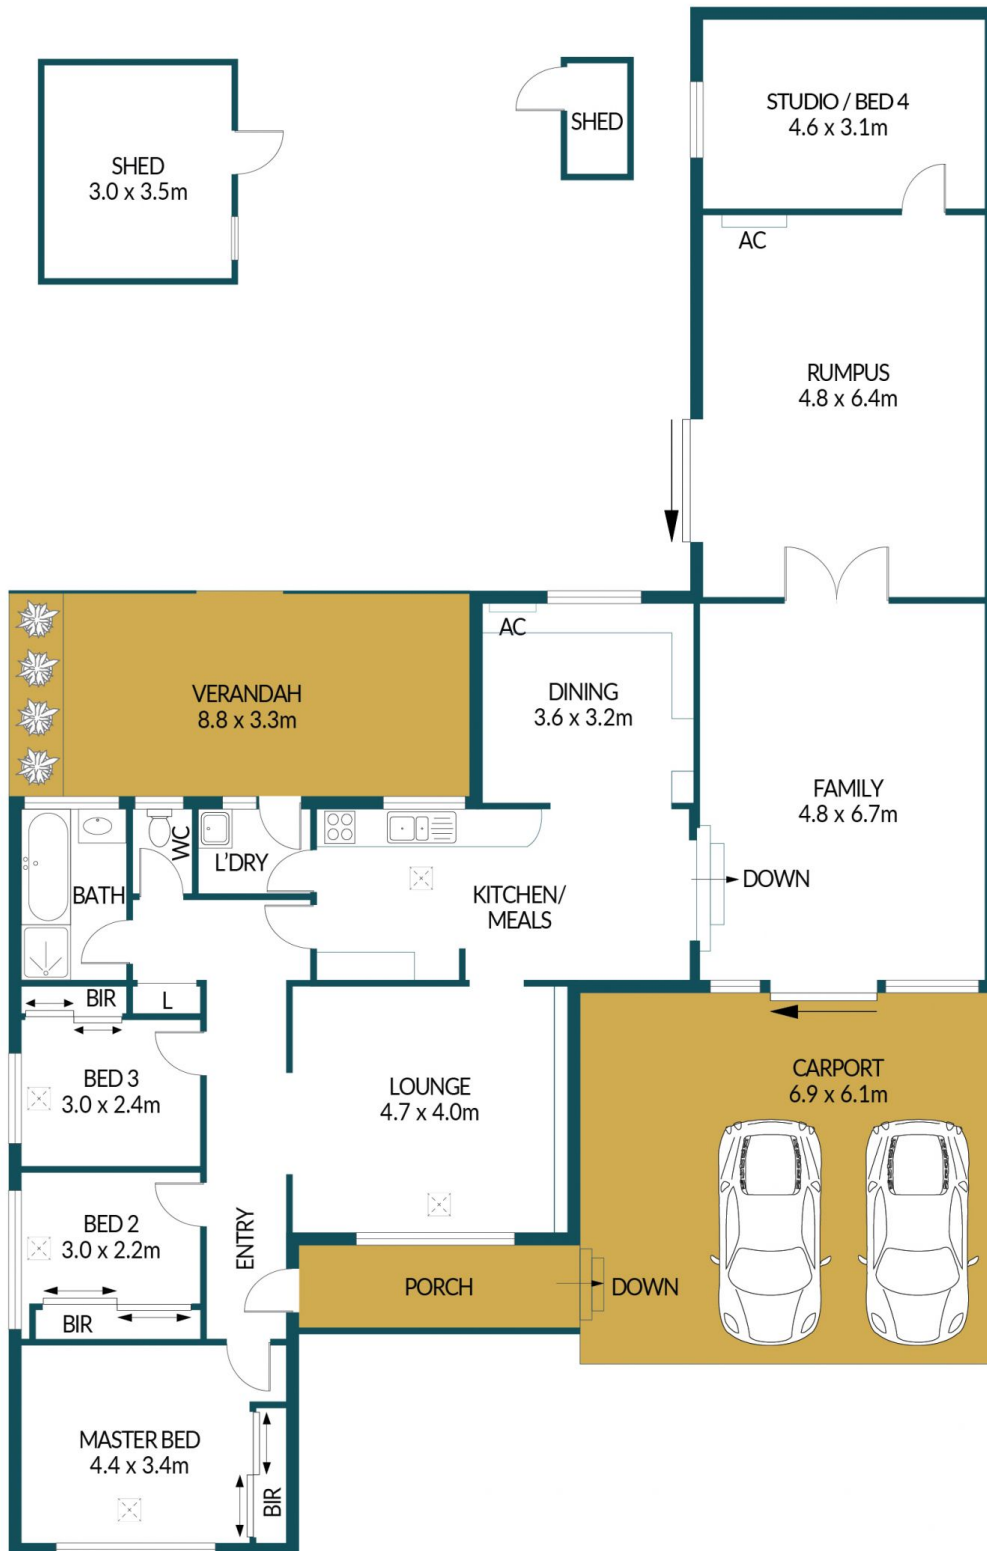 STUDIO / BED 4
4.6 x 3.1m
SHED
SHED
3.0 x 3.5m
AC
RUMPUS
4.8 x 6.4m
AC
VERANDAH
8.8 x 3.3m
DINING
3.6 x 3.2m
FAMILY
4.8 x 6.7m
WC
L'DRY
BATH
KITCHEN/
MEALS
DOWN
BIR
L
BED 3
3.0 x 2.4m
LOUNGE
4.7 x 4.0m
CARPORT
6.9 x 6.1m
BED 2
3.0 x 2.2m
ENTRY
BIR
PORCH
DOWN
MASTER BED
4.4 x 3.4m
BIR